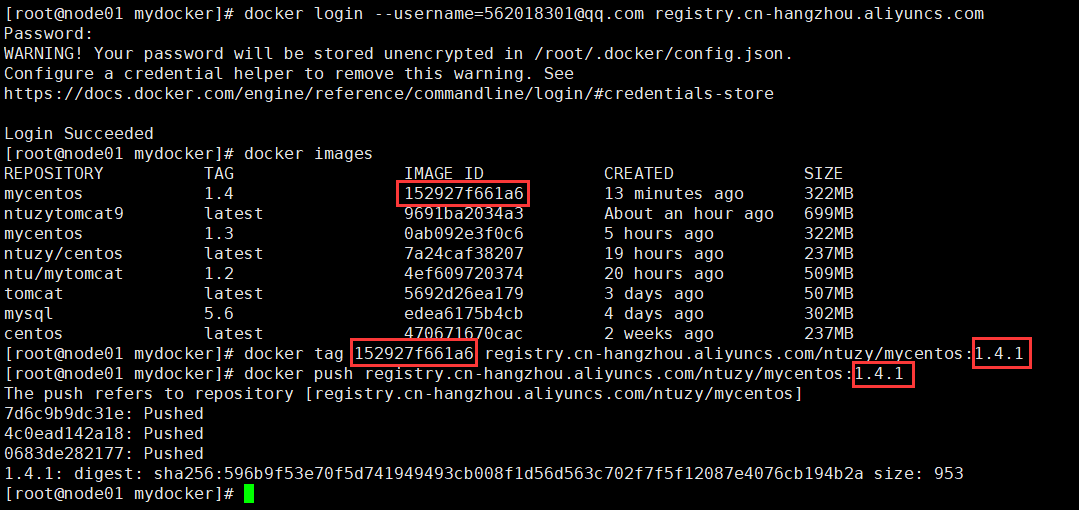 [root@node01 mydocker]# docker login --username=562018301@qq.com registry.cn-hangzhou.aliyuncs.com
Password:
WARNING! Your password will be stored unencrypted in /root/.docker/config.json.
Configure a credential helper to remove this warning. See
https://docs.docker.com/engine/reference/commandline/login/#credentials-store
Login Succeeded
[root@node01 mydocker]# docker images
REPOSITORY TAG IMAGE ID CREATED SIZE
mycentos 1.4 152927f661a6 13 minutes ago 322MB
ntuzytomcat9 latest 9691ba2034a3 About an hour ago 699MB
mycentos 1.3 0ab092e3f0c6 5 hours ago 322MB
ntuzy/centos latest 7a24caf38207 19 hours ago 237MB
ntu/mytomcat 1.2 4ef609720374 20 hours ago 509MB
tomcat latest 5692d26ea179 3 days ago 507MB
mysql 5.6 edea6175b4cb 4 days ago 302MB
centos latest 470671670cac 2 weeks ago 237MB
[root@node01 mydocker]# docker tag 152927f661a6 registry.cn-hangzhou.aliyuncs.com/ntuzy/mycentos:1.4.1
[root@node01 mydocker]# docker push registry.cn-hangzhou.aliyuncs.com/ntuzy/mycentos:1.4.1
The push refers to repository [registry.cn-hangzhou.aliyuncs.com/ntuzy/mycentos]
7d6c9b9dc31e: Pushed
4c0ead142a18: Pushed
0683de282177: Pushed
1.4.1: digest: sha256:596b9f53e70f5d741949493cb008f1d56d563c702f7f5f12087e4076cb194b2a size: 953
[root@node01 mydocker]#